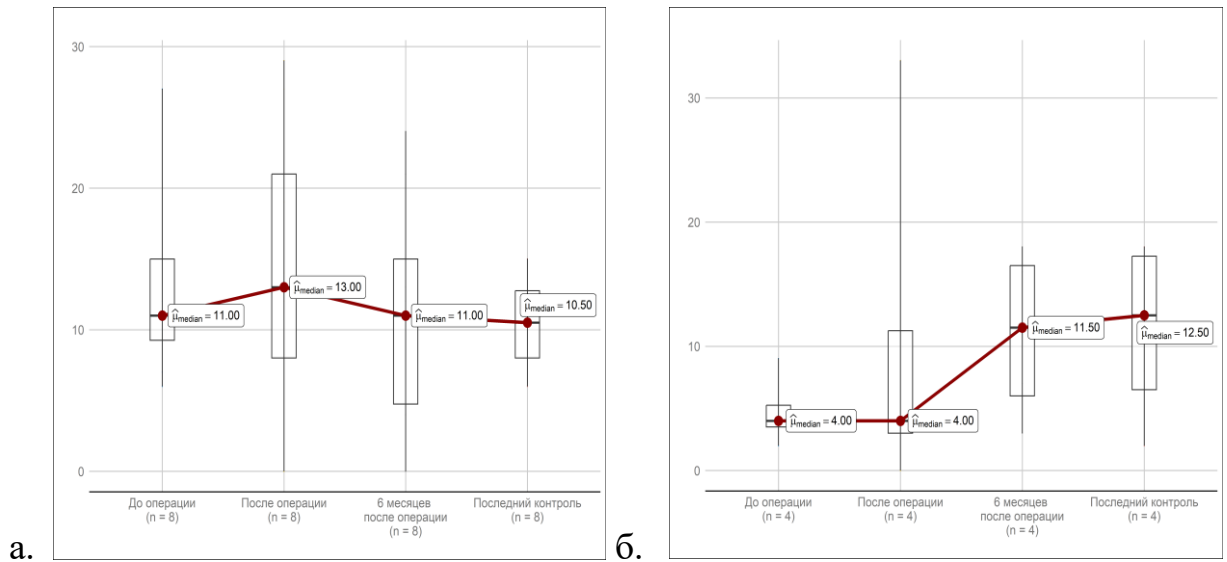 30
20
10
0
μ̂median = 11.00
μ̂median = 13.00
μ̂median = 11.00
μ̂median = 10.50
До операции
(n = 8)
После операции
(n = 8)
6 месяцев
после операции
(n = 8)
Последний контроль
(n = 8)
а.
30
20
10
0
μ̂median = 4.00
μ̂median = 4.00
μ̂median = 11.50
μ̂median = 12.50
До операции
(n = 4)
После операции
(n = 4)
6 месяцев
после операции
(n = 4)
Последний контроль
(n = 4)
б.